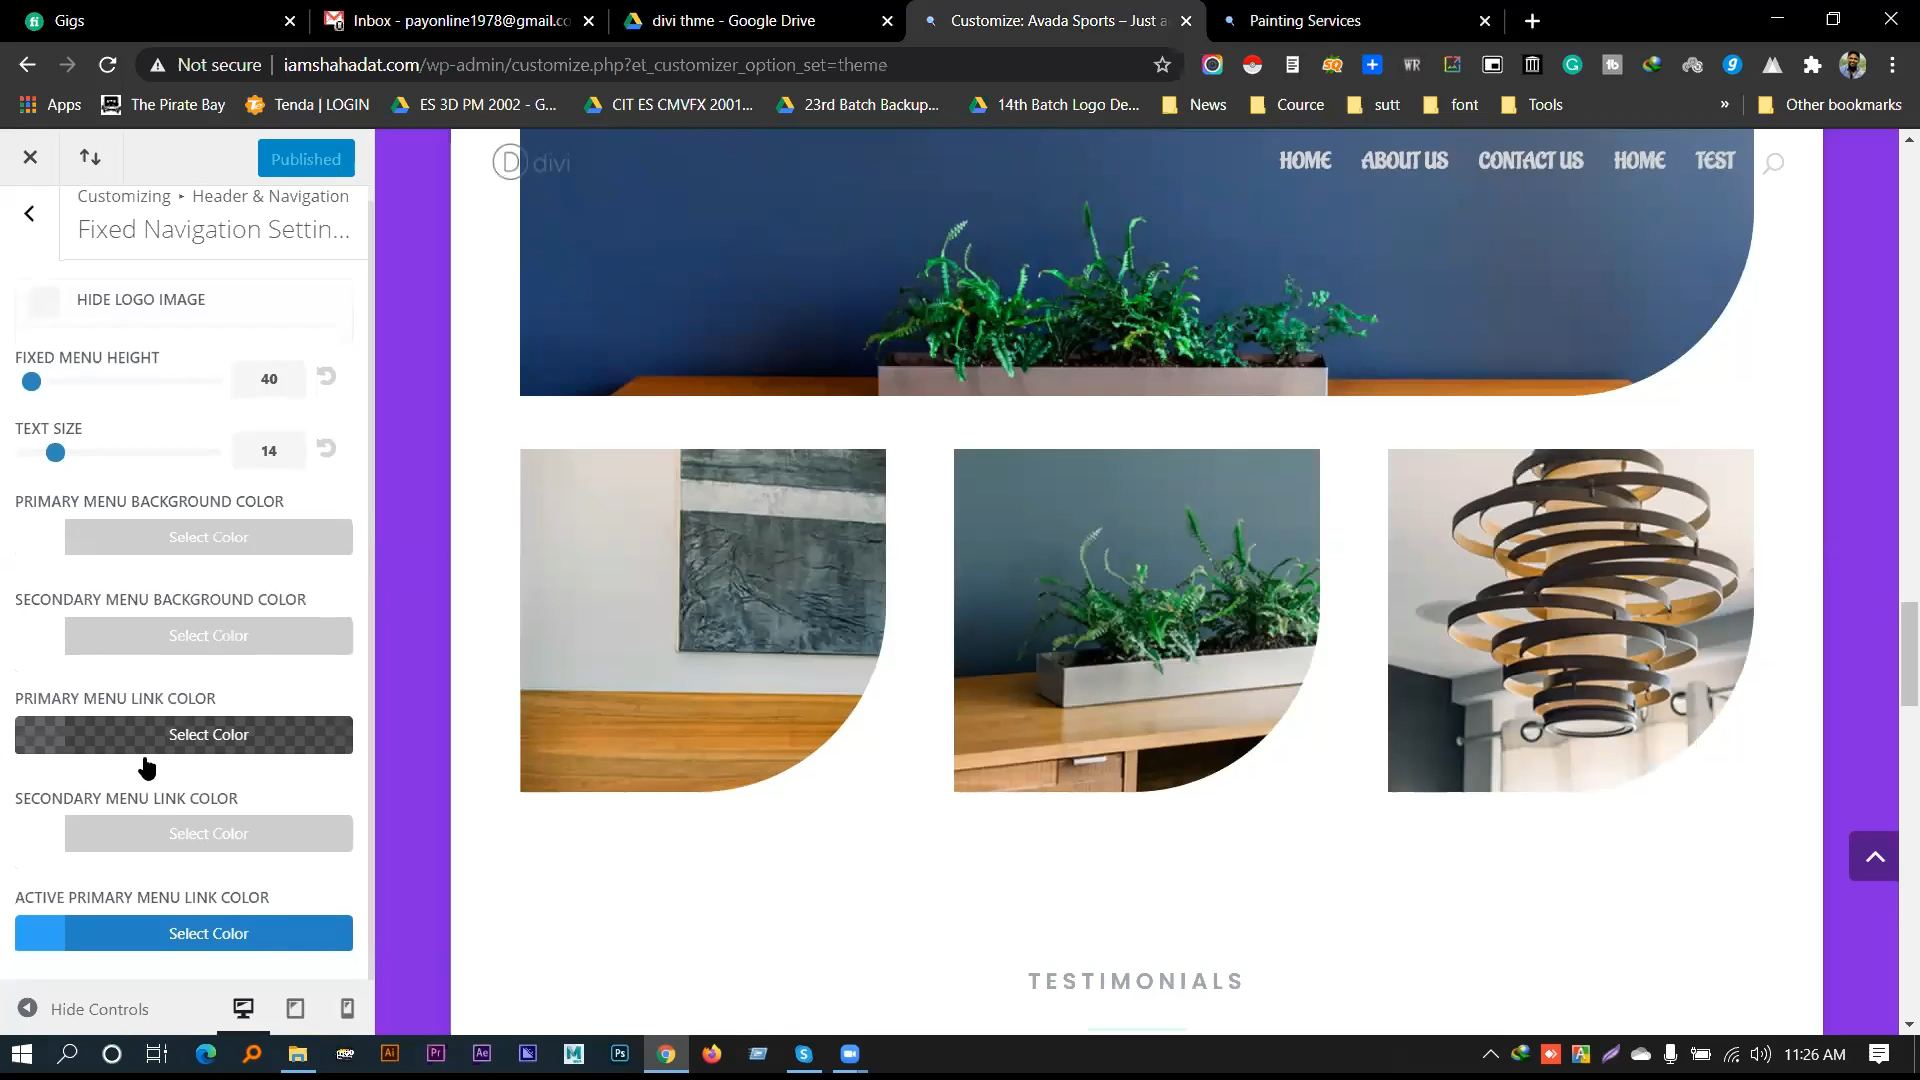 Gigs
Inbox - payonline1978@gmail.co
divi thme - Google Drive
Customize: Avada Sports – Just a
Painting Services
Not secure
iamshahadat.com/wp-admin/customize.php?et_customizer_option_set=theme
Apps
The Pirate Bay
Tenda | LOGIN
ES 3D PM 2002 - G...
CIT ES CMVFX 2001...
23rd Batch Backup...
14th Batch Logo De...
News
Cource
sutt
font
Tools
»
Other bookmarks
Published
Customizing ▸ Header & Navigation
Fixed Navigation Settin...
HIDE LOGO IMAGE
FIXED MENU HEIGHT
40
TEXT SIZE
14
PRIMARY MENU BACKGROUND COLOR
Select Color
SECONDARY MENU BACKGROUND COLOR
Select Color
PRIMARY MENU LINK COLOR
Select Color
SECONDARY MENU LINK COLOR
Select Color
ACTIVE PRIMARY MENU LINK COLOR
Select Color
Hide Controls
D divi
HOME ABOUT US CONTACT US HOME TEST
TESTIMONIALS
11:26 AM